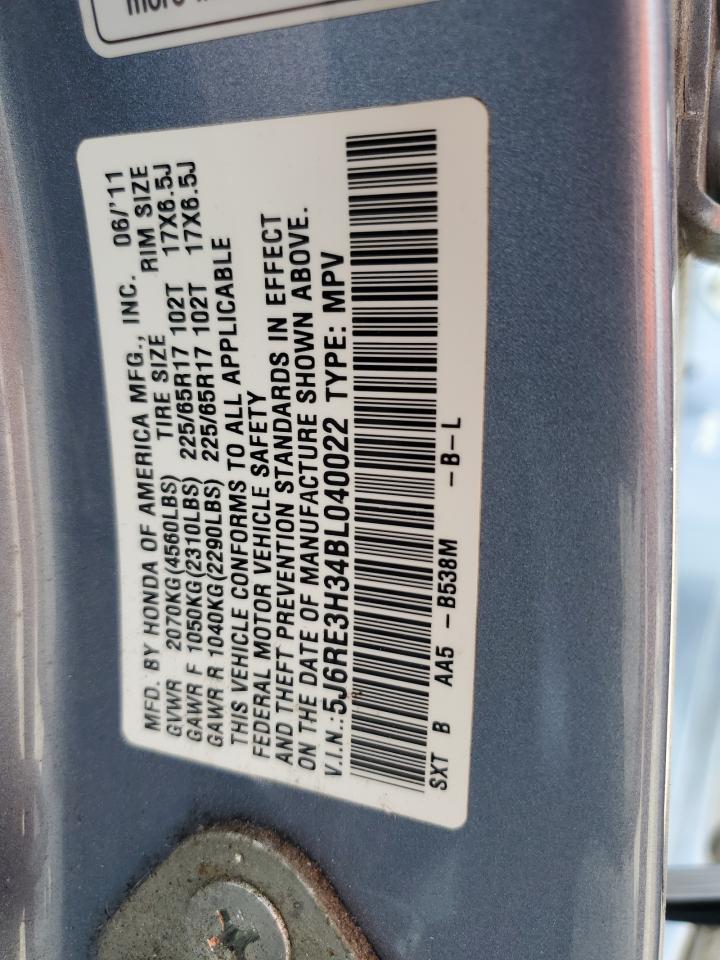 MFD. BY HONDA OF AMERICA MFG., INC. 06/'11
GVWR 2070KG(4560LBS) TIRE SIZE RIM SIZE
GAWR F 1050KG(2310LBS) 225/65R17 102T 17X6.5J
GAWR R 1040KG(2290LBS) 225/65R17 102T 17X6.5J
THIS VEHICLE CONFORMS TO ALL APPLICABLE
FEDERAL MOTOR VEHICLE SAFETY
AND THEFT PREVENTION STANDARDS IN EFFECT
ON THE DATE OF MANUFACTURE SHOWN ABOVE.
V.I.N.:5J6RE3H34BL040022 TYPE: MPV
SXT B AA5 -B538M -B-L